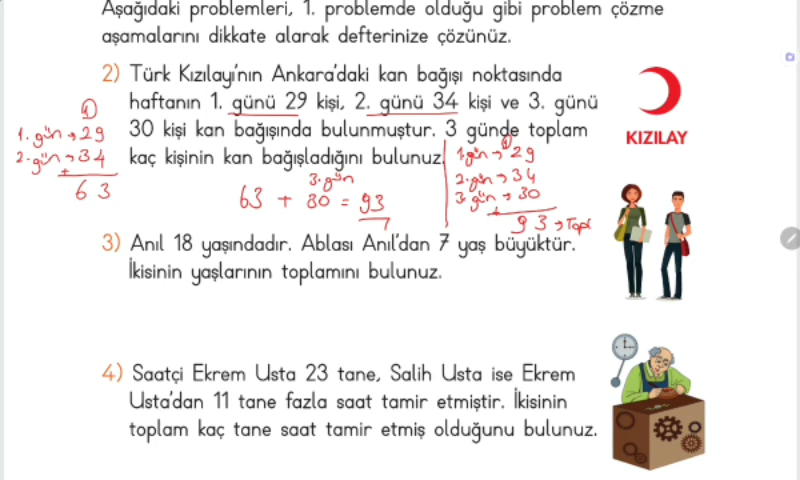 Aşağıdaki problemleri, 1. problemde olduğu gibi problem çözme
aşamalarını dikkate alarak defterinize çözünüz.
2) Türk Kızılayı'nın Ankara'daki kan bağışı noktasında
haftanın 1. günü 29 kişi, 2. günü 34 kişi ve 3. günü
30 kişi kan bağışında bulunmuştur. 3 günde toplam
kaç kişinin kan bağışladığını bulunuz.
KIZILAY
1
1. gün → 29
2. gün → 34
+
63
3. gün
63 + 30 = 93
1
1. gün → 29
2. gün → 34
3. gün → 30
+
93 → Topl
3) Anıl 18 yaşındadır. Ablası Anıl'dan 7 yaş büyüktür.
İkisinin yaşlarının toplamını bulunuz.
4) Saatçi Ekrem Usta 23 tane, Salih Usta ise Ekrem
Usta'dan 11 tane fazla saat tamir etmiştir. İkisinin
toplam kaç tane saat tamir etmiş olduğunu bulunuz.